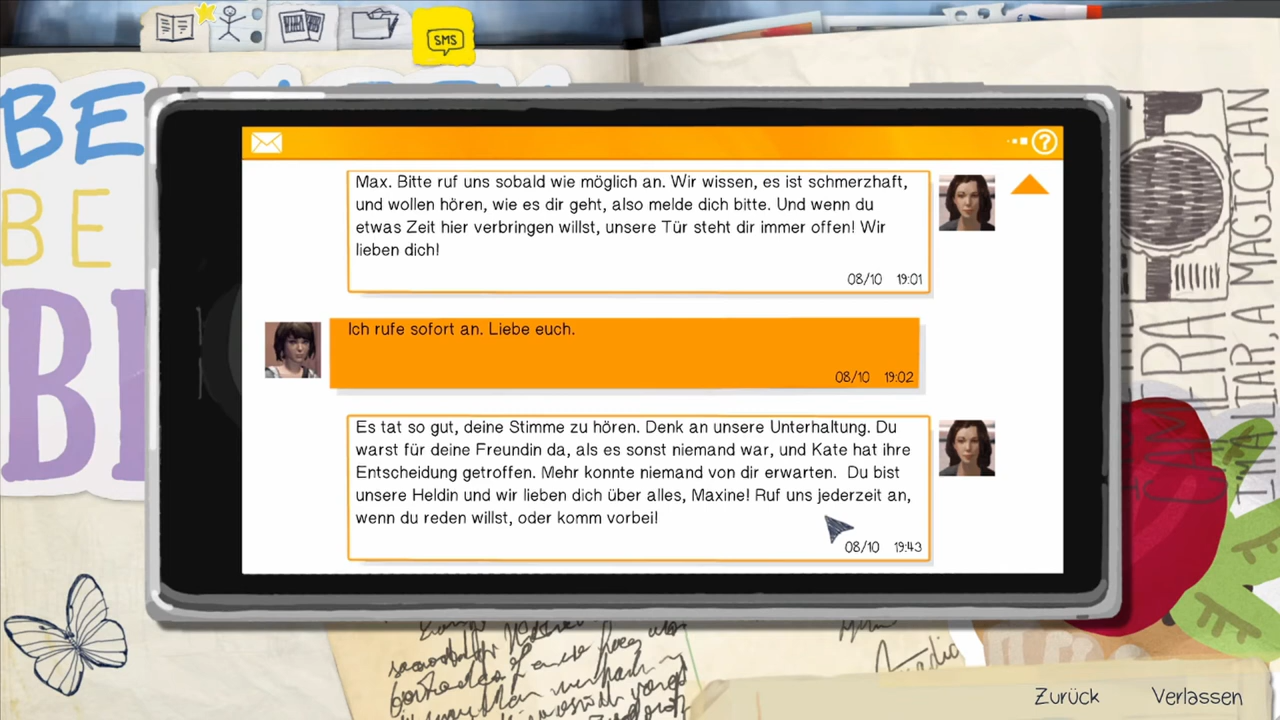 SMS
Max. Bitte ruf uns sobald wie möglich an. Wir wissen, es ist schmerzhaft,
und wollen hören, wie es dir geht, also melde dich bitte. Und wenn du
etwas Zeit hier verbringen willst, unsere Tür steht dir immer offen! Wir
lieben dich!
08/10 19:01
Ich rufe sofort an. Liebe euch.
08/10 19:02
Es tat so gut, deine Stimme zu hören. Denk an unsere Unterhaltung. Du
warst für deine Freundin da, als es sonst niemand war, und Kate hat ihre
Entscheidung getroffen. Mehr konnte niemand von dir erwarten.  Du bist
unsere Heldin und wir lieben dich über alles, Maxine! Ruf uns jederzeit an,
wenn du reden willst, oder komm vorbei!
08/10 19:43
BE
BE
CAMERA
LIAR, A MAGICIAN
Zurück
Verlassen